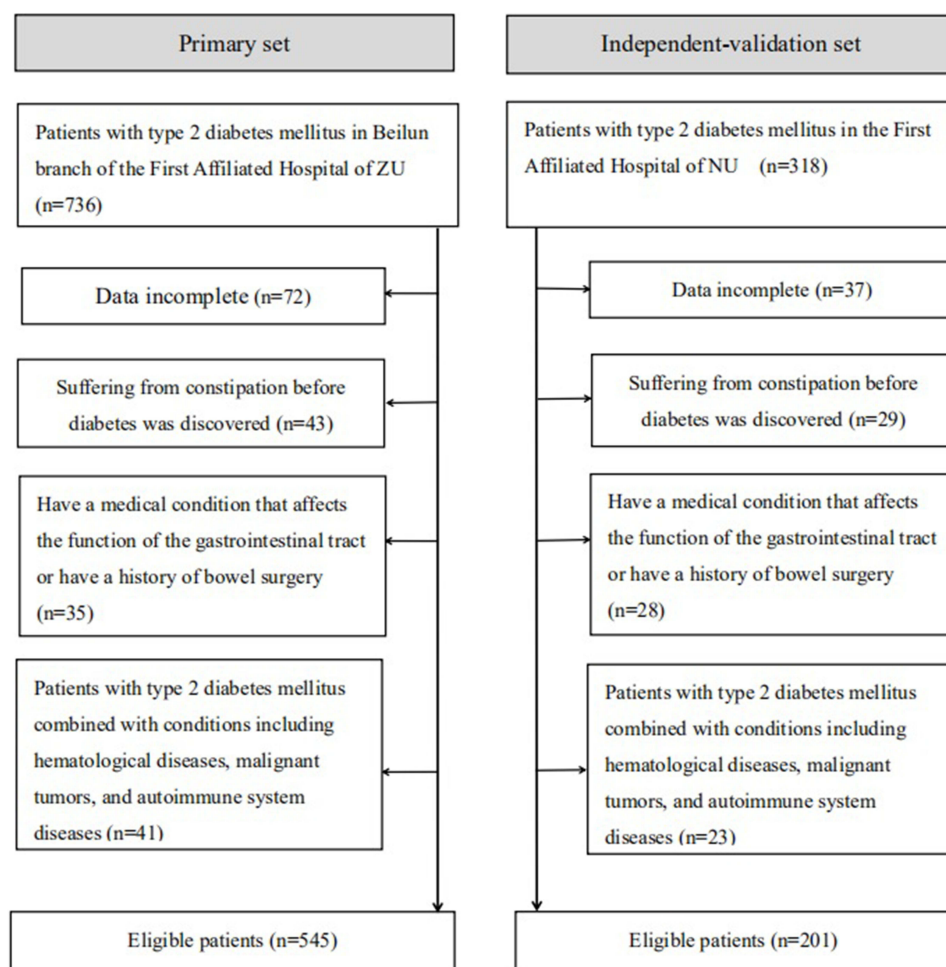 Primary set
Patients with type 2 diabetes mellitus in Beilun
branch of the First Affiliated Hospital of ZU
(n=736)
Data incomplete (n=72)
Suffering from constipation before
diabetes was discovered (n=43)
Have a medical condition that affects
the function of the gastrointestinal tract
or have a history of bowel surgery
(n=35)
Patients with type 2 diabetes mellitus
combined with conditions including
hematological diseases, malignant
tumors, and autoimmune system
diseases (n=41)
Eligible patients (n=545)
Independent-validation set
Patients with type 2 diabetes mellitus in the First
Affiliated Hospital of NU (n=318)
Data incomplete (n=37)
Suffering from constipation before
diabetes was discovered (n=29)
Have a medical condition that affects
the function of the gastrointestinal tract
or have a history of bowel surgery
(n=28)
Patients with type 2 diabetes mellitus
combined with conditions including
hematological diseases, malignant
tumors, and autoimmune system
diseases (n=23)
Eligible patients (n=201)